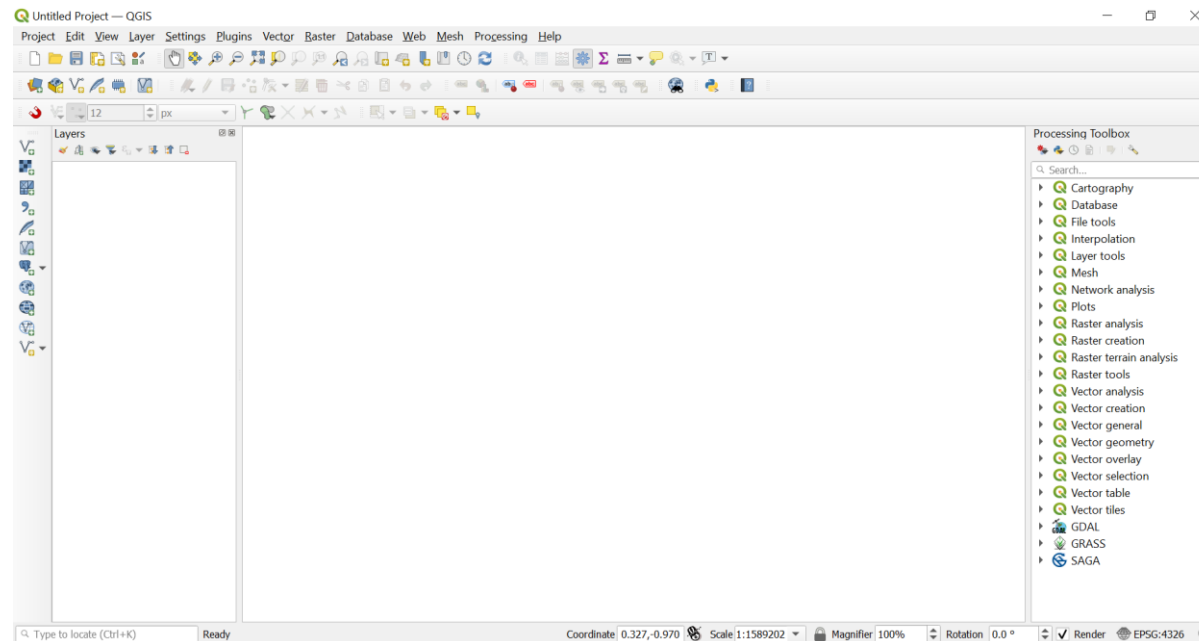 Untitled Project — QGIS
Project Edit View Layer Settings Plugins Vector Raster Database Web Mesh Processing Help
12 px
Layers
Processing Toolbox
Search...
Cartography
Database
File tools
Interpolation
Layer tools
Mesh
Network analysis
Plots
Raster analysis
Raster creation
Raster terrain analysis
Raster tools
Vector analysis
Vector creation
Vector general
Vector geometry
Vector overlay
Vector selection
Vector table
Vector tiles
GDAL
GRASS
SAGA
Type to locate (Ctrl+K) Ready Coordinate 0.327,-0.970 Scale 1:1589202 Magnifier 100% Rotation 0.0 ° Render EPSG:4326